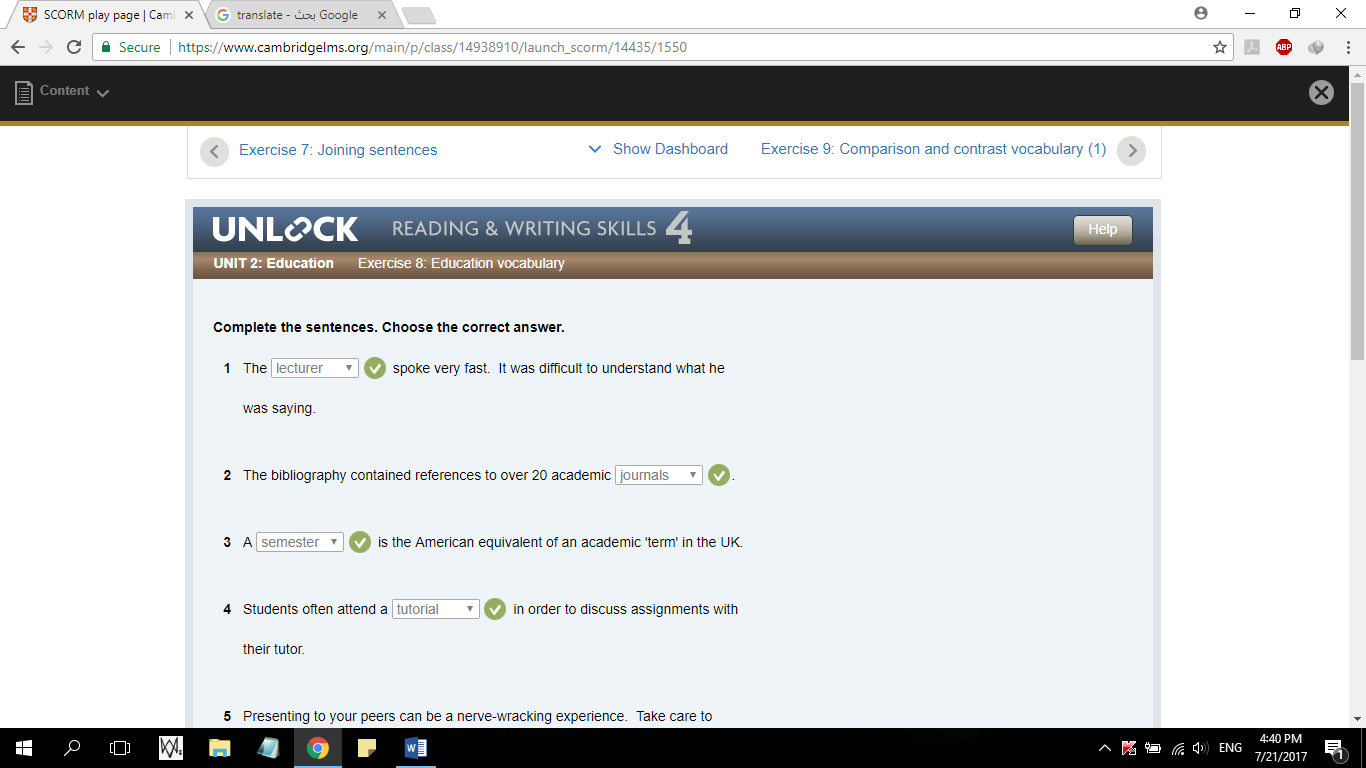 SCORM play page | Cam
translate - بحث Google
Secure
https://www.cambridgelms.org/main/p/class/14938910/launch_scorm/14435/1550
ABP
Content
Exercise 7: Joining sentences
Show Dashboard
Exercise 9: Comparison and contrast vocabulary (1)
UNLOCK READING & WRITING SKILLS 4
Help
UNIT 2: Education Exercise 8: Education vocabulary
Complete the sentences. Choose the correct answer.
1 The lecturer spoke very fast. It was difficult to understand what he
was saying.
2 The bibliography contained references to over 20 academic journals .
3 A semester is the American equivalent of an academic 'term' in the UK.
4 Students often attend a tutorial in order to discuss assignments with
their tutor.
5 Presenting to your peers can be a nerve-wracking experience. Take care to
ENG
4:40 PM
7/21/2017
1